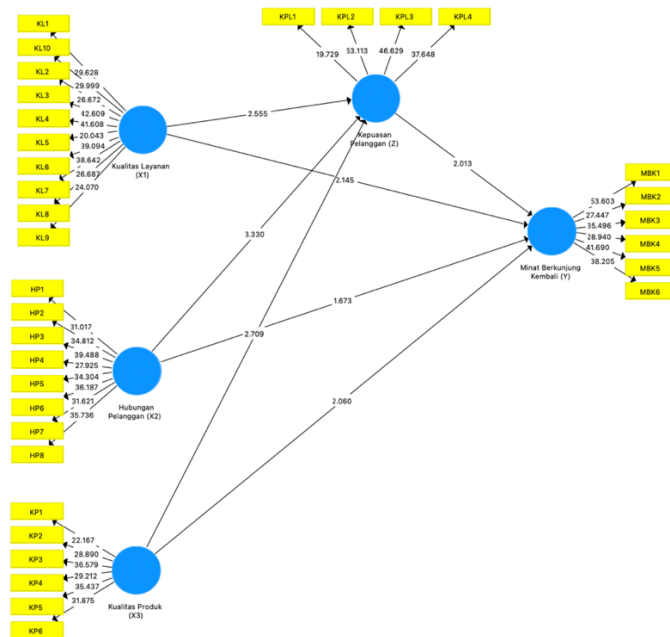 KL1
KL10
KL2
KL3
KL4
KL5
KL6
KL7
KL8
KL9
29.628
29.999
26.672
42.609
41.608
20.043
39.094
38.642
26.687
24.070
Kualitas Layanan
(X1)
KPL1
KPL2
KPL3
KPL4
19.729
53.113
46.629
37.648
Kepuasan
Pelanggan (Z)
2.555
2.145
2.013
3.330
1.673
2.709
2.060
MBK1
MBK2
MBK3
MBK4
MBK5
MBK6
53.603
27.447
35.496
28.940
41.690
38.205
Minat Berkunjung
Kembali (Y)
HP1
HP2
HP3
HP4
HP5
HP6
HP7
HP8
31.017
34.812
39.488
27.925
34.304
36.187
31.621
35.736
Hubungan
Pelanggan (X2)
KP1
KP2
KP3
KP4
KP5
KP6
22.167
28.890
36.579
29.212
35.437
31.875
Kualitas Produk
(X3)